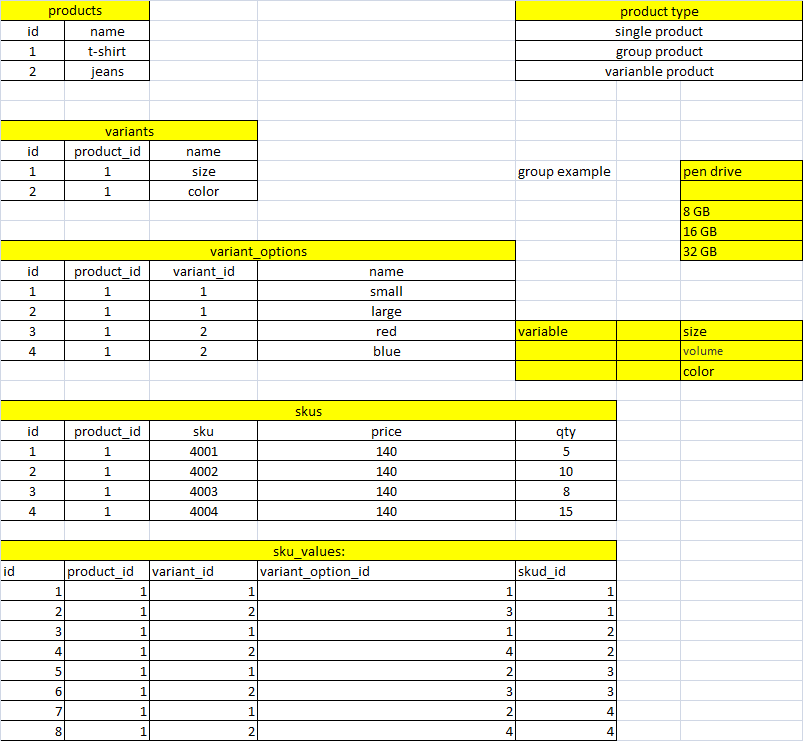 products
id name
1 t-shirt
2 jeans
product type
single product
group product
varianble product
variants
id product_id name
1 1 size
2 1 color
group example pen drive
8 GB
16 GB
32 GB
variant_options
id product_id variant_id name
1 1 1 small
2 1 1 large
3 1 2 red
4 1 2 blue
variable size
volume
color
skus
id product_id sku price qty
1 1 4001 140 5
2 1 4002 140 10
3 1 4003 140 8
4 1 4004 140 15
sku_values:
id product_id variant_id variant_option_id skud_id
1 1 1 1 1
2 1 2 3 1
3 1 1 1 2
4 1 2 4 2
5 1 1 2 3
6 1 2 3 3
7 1 1 2 4
8 1 2 4 4